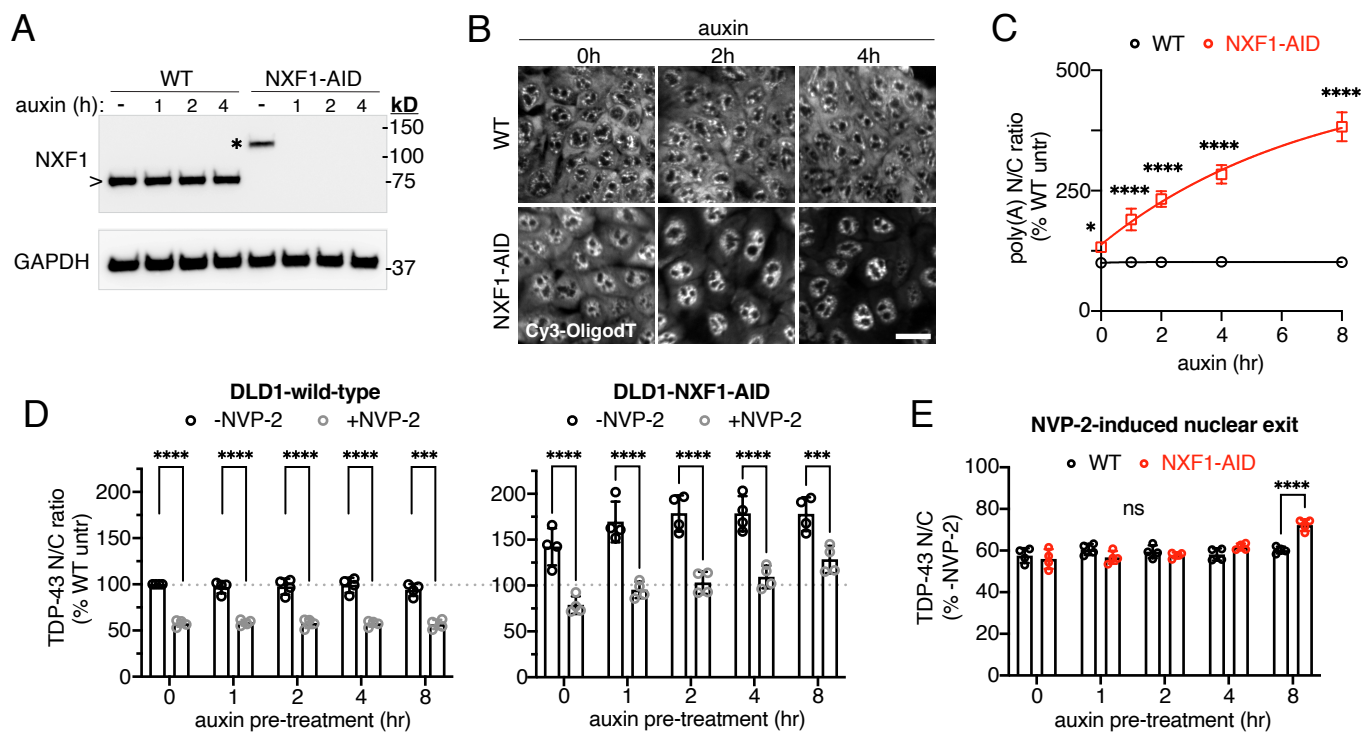 A
WT NXF1-AID
auxin (h): - 1 2 4 - 1 2 4 kD
NXF1
*
>
-150
-100
-75
GAPDH
-37
B
auxin
0h 2h 4h
WT
NXF1-AID
Cy3-OligodT
C
WT NXF1-AID
poly(A) N/C ratio
(% WT untr)
500
250
0
* **** **** **** ****
0 2 4 6 8
auxin (hr)
D
DLD1-wild-type
-NVP-2 +NVP-2
**** **** **** **** ***
TDP-43 N/C ratio
(% WT untr)
200
150
100
50
0
0 1 2 4 8
auxin pre-treatment (hr)
DLD1-NXF1-AID
-NVP-2 +NVP-2
**** **** **** **** ***
200
150
100
50
0
0 1 2 4 8
auxin pre-treatment (hr)
E
NVP-2-induced nuclear exit
WT NXF1-AID
ns
****
TDP-43 N/C
(% -NVP-2)
100
80
60
40
20
0
0 1 2 4 8
auxin pre-treatment (hr)